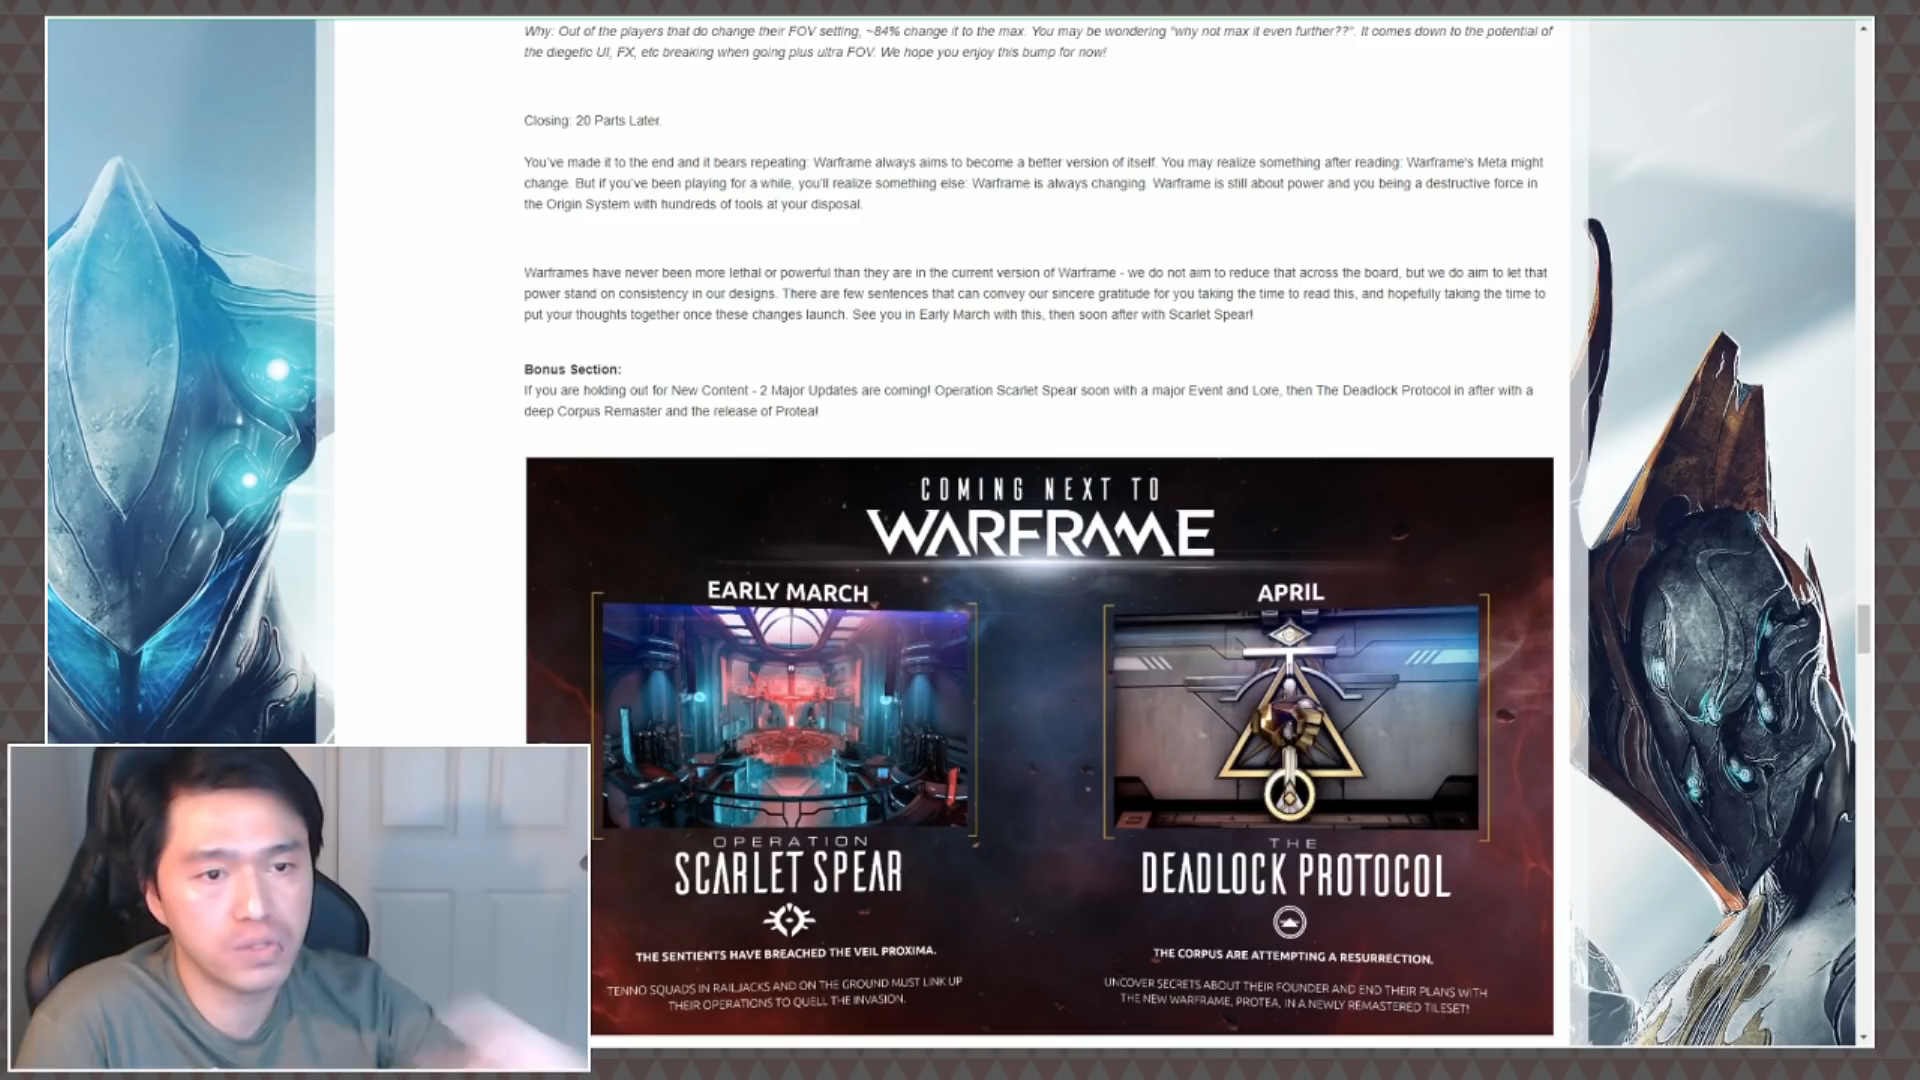 Why: Out of the players that do change their FOV setting, ~84% change it to the max. You may be wondering "why not max it even further??". It comes down to the potential of
the diegetic UI, FX, etc breaking when going plus ultra FOV. We hope you enjoy this bump for now!
Closing: 20 Parts Later.
You've made it to the end and it bears repeating: Warframe always aims to become a better version of itself. You may realize something after reading: Warframe's Meta might
change. But if you've been playing for a while, you'll realize something else: Warframe is always changing. Warframe is still about power and you being a destructive force in
the Origin System with hundreds of tools at your disposal.
Warframes have never been more lethal or powerful than they are in the current version of Warframe - we do not aim to reduce that across the board, but we do aim to let that
power stand on consistency in our designs. There are few sentences that can convey our sincere gratitude for you taking the time to read this, and hopefully taking the time to
put your thoughts together once these changes launch. See you in Early March with this, then soon after with Scarlet Spear!
Bonus Section:
If you are holding out for New Content - 2 Major Updates are coming! Operation Scarlet Spear soon with a major Event and Lore, then The Deadlock Protocol in after with a
deep Corpus Remaster and the release of Protea!
COMING NEXT TO
WARFRAME
EARLY MARCH
OPERATION
SCARLET SPEAR
THE SENTIENTS HAVE BREACHED THE VEIL PROXIMA.
TENNO SQUADS IN RAILJACKS AND ON THE GROUND MUST LINK UP
THEIR OPERATIONS TO QUELL THE INVASION.
APRIL
THE
DEADLOCK PROTOCOL
THE CORPUS ARE ATTEMPTING A RESURRECTION.
UNCOVER SECRETS ABOUT THEIR FOUNDER AND END THEIR PLANS WITH
THE NEW WARFRAME, PROTEA, IN A NEWLY REMASTERED TILESET!